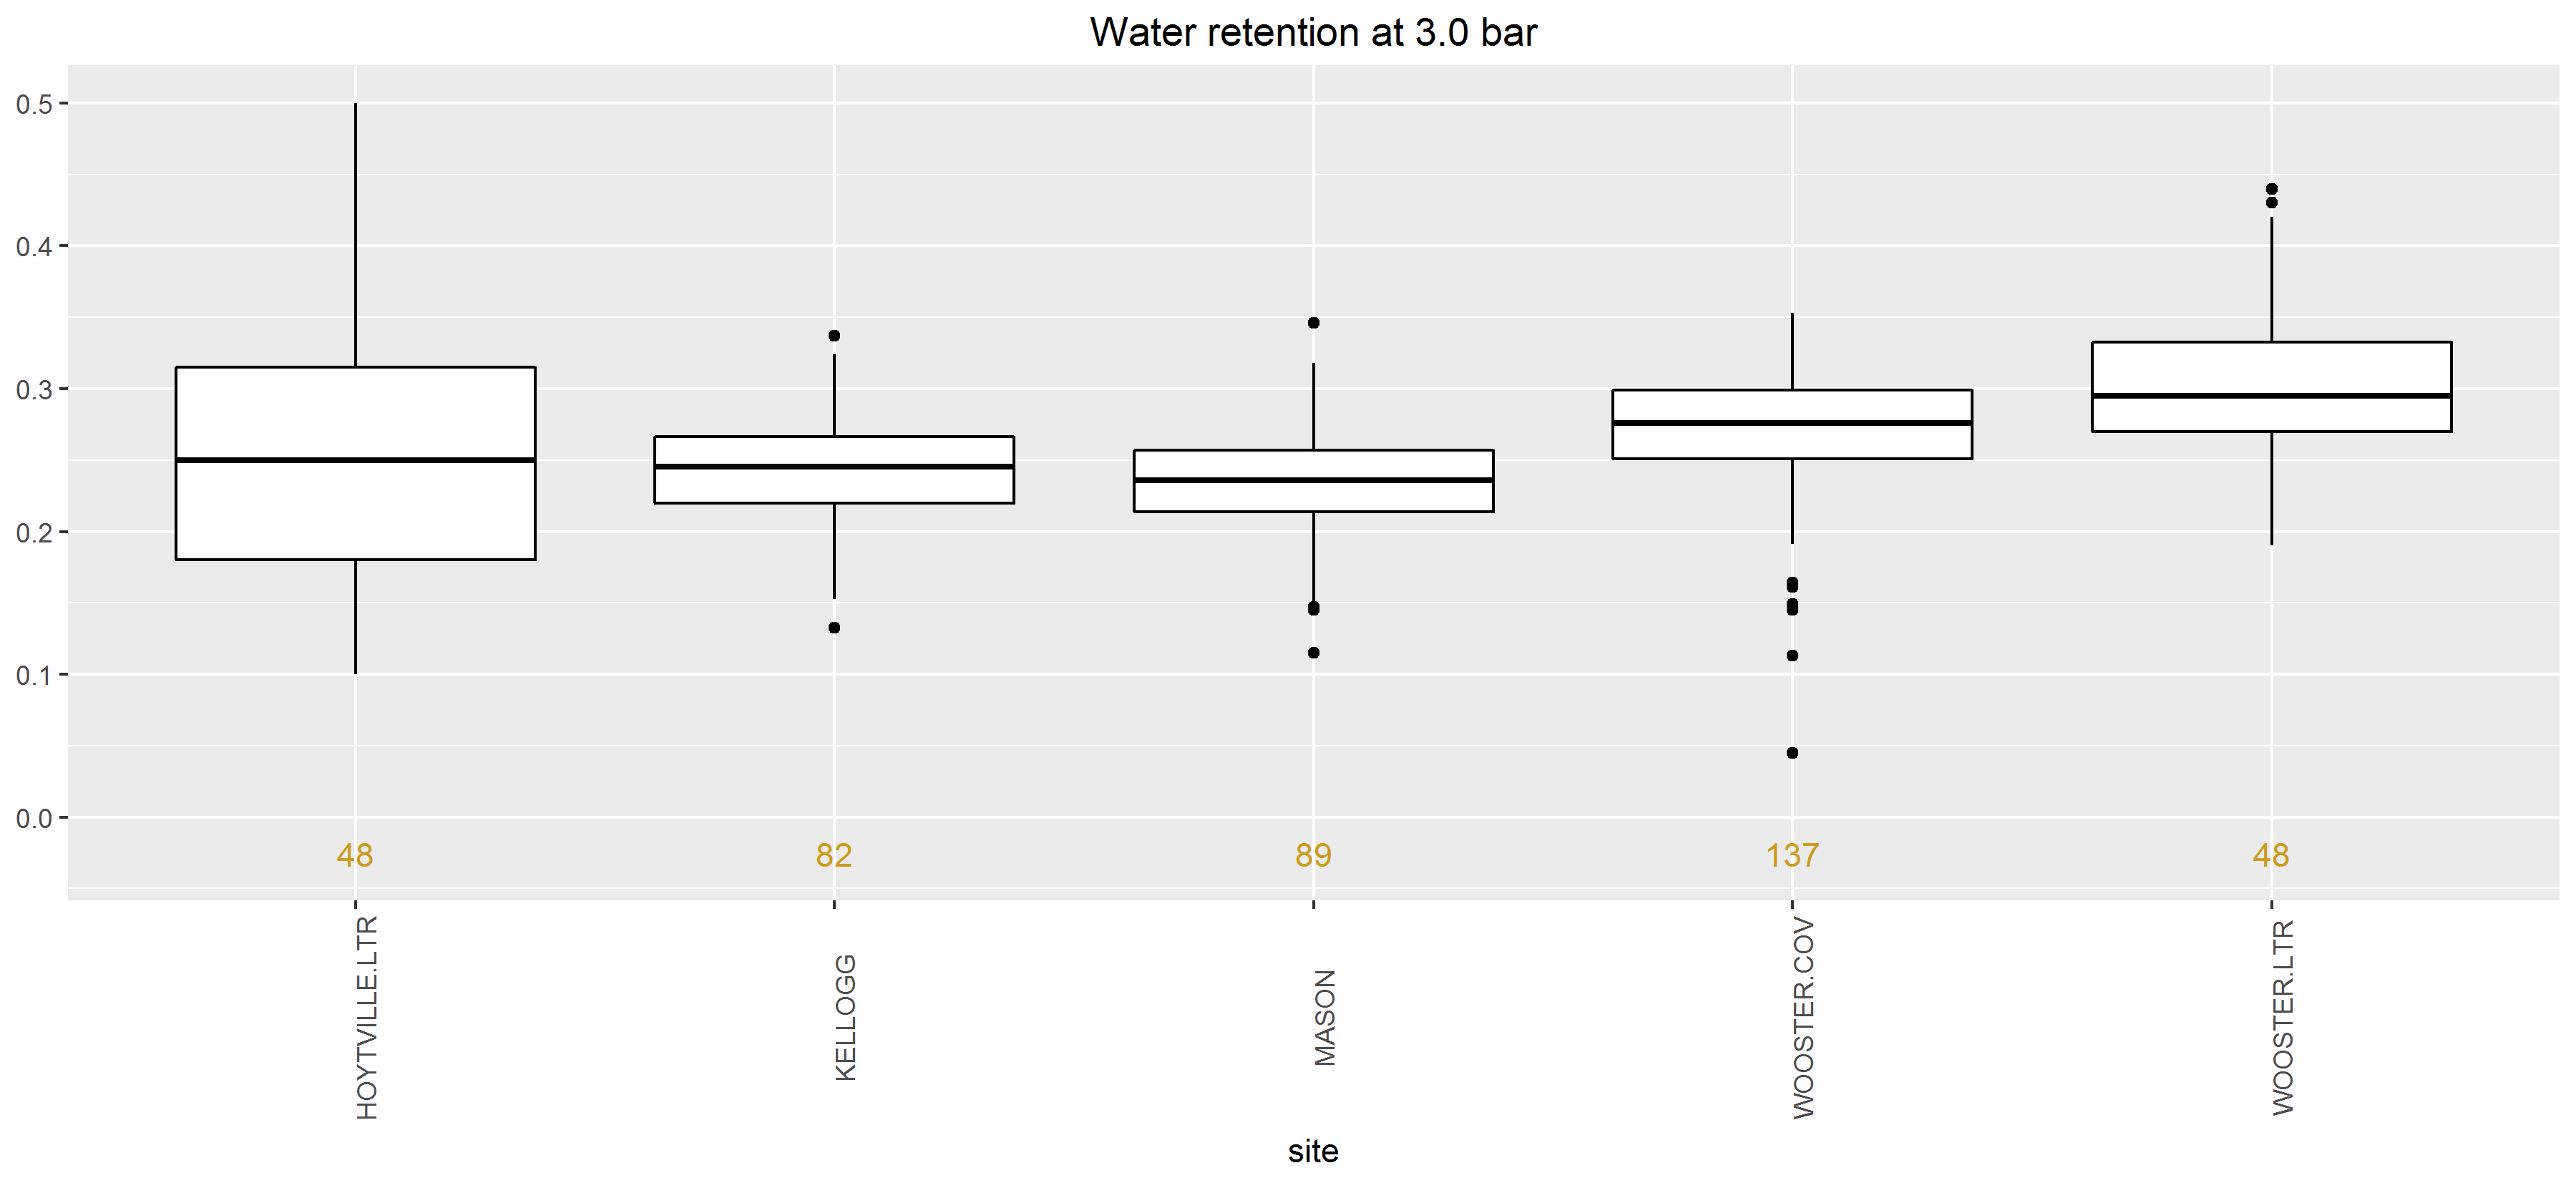 Water retention at 3.0 bar
0.5
0.4
0.3
0.2
0.1
0.0
48 82 89 137 48
HOYTVILLE.LTR
KELLOGG
MASON
WOOSTER.COV
WOOSTER.LTR
site